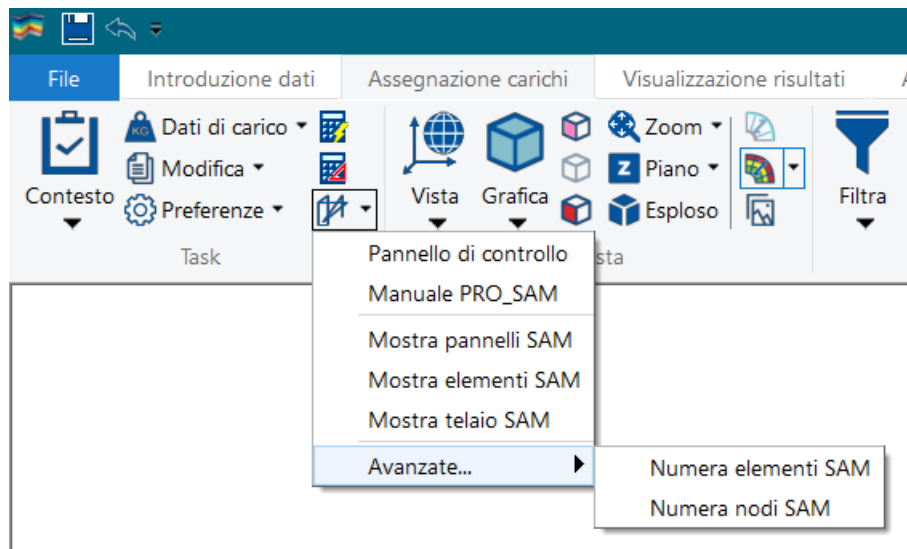 File Introduzione dati Assegnazione carichi Visualizzazione risultati
KG Dati di carico Zoom
Modifica Z Piano
Contesto Preferenze Vista Grafica Esploso Filtra
Task sta
Pannello di controllo
Manuale PRO_SAM
Mostra pannelli SAM
Mostra elementi SAM
Mostra telaio SAM
Avanzate... Numera elementi SAM
Numera nodi SAM